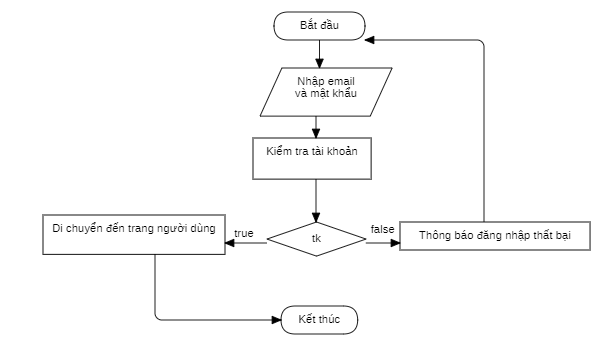 Bắt đầu
Nhập email
và mật khẩu
Kiểm tra tài khoản
Di chuyển đến trang người dùng
true
tk
false
Thông báo đăng nhập thất bại
Kết thúc